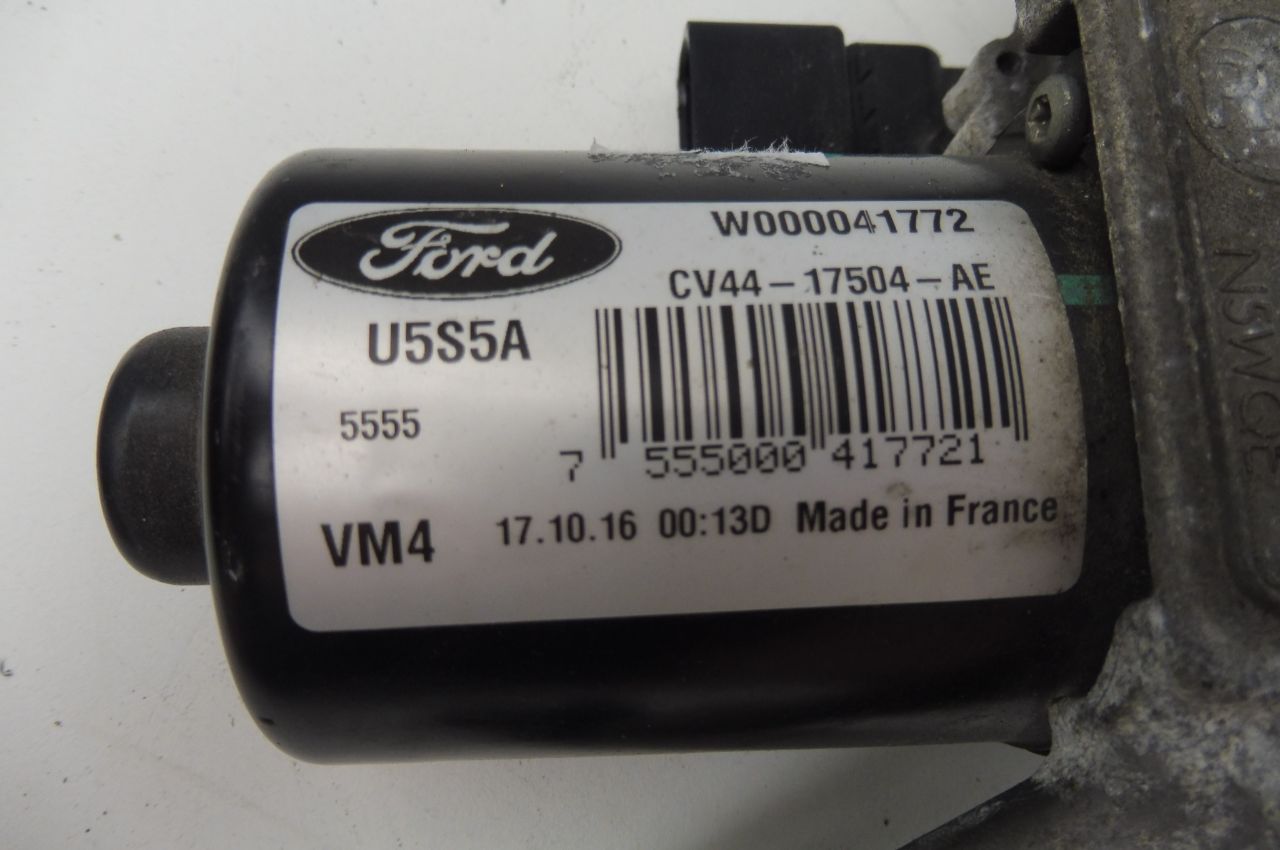 Ford
W000041772
CV44-17504-AE
U5S5A
5555
7 555000 417721
VM4 17.10.16 00:13D Made in France